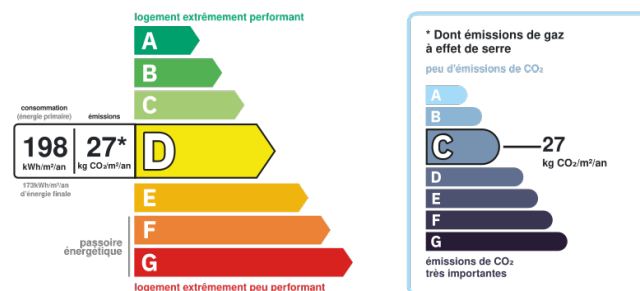 logement extrêmement performant
A
B
C
consommation
(énergie primaire)
émissions
198
kWh/m²/an
27*
kg CO₂/m²/an
D
173kWh/m²/an
d'énergie finale
E
F
G
passoire
énergétique
logement extrêmement peu performant
* Dont émissions de gaz
à effet de serre
peu d'émissions de CO₂
A
B
C
27
kg CO₂/m²/an
D
E
F
G
émissions de CO₂
très importantes